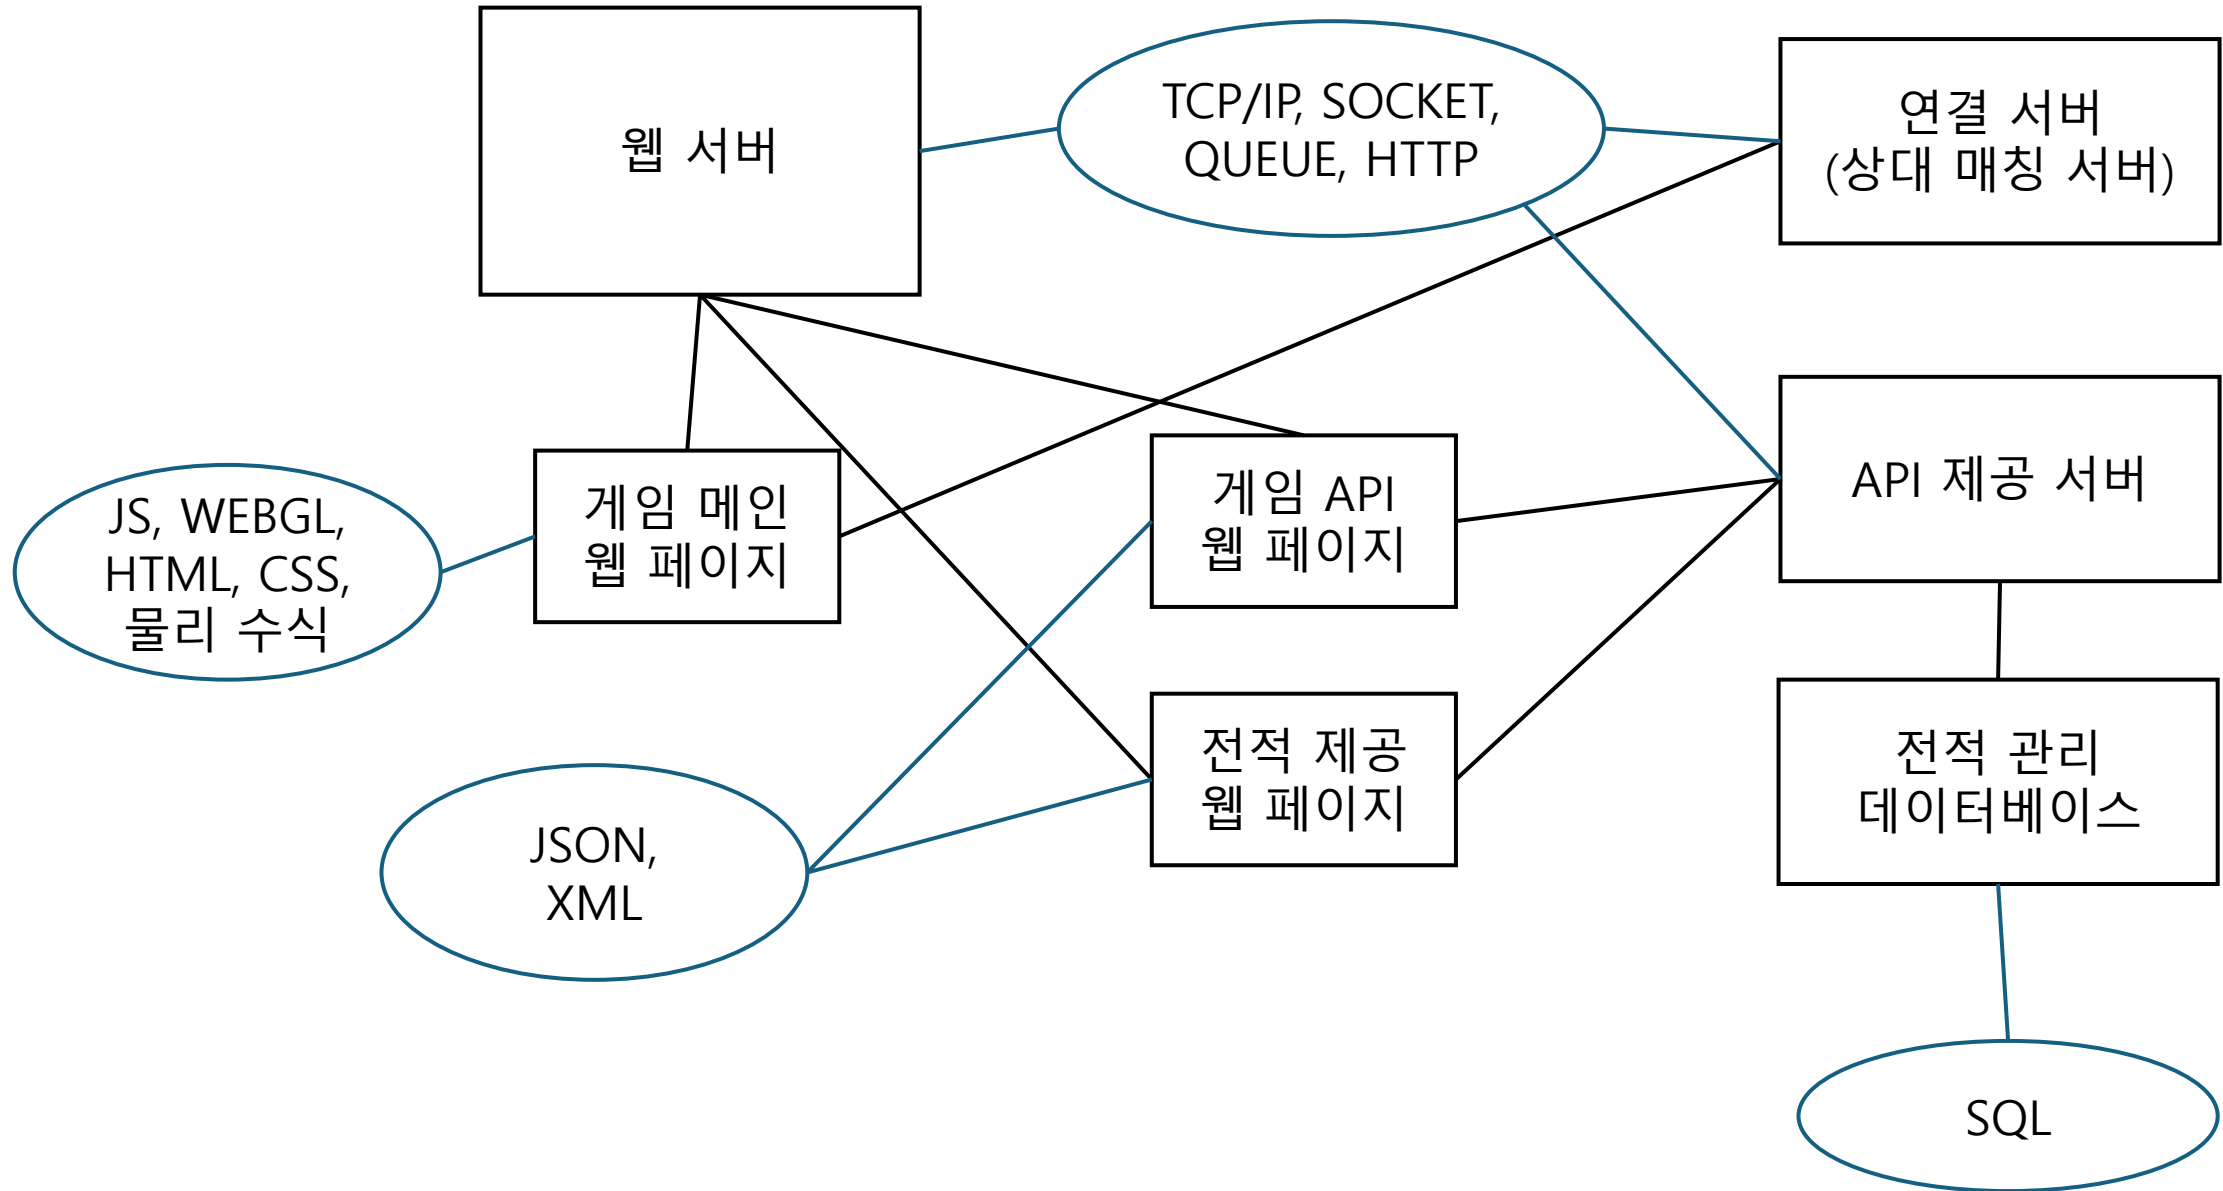 웹 서버
TCP/IP, SOCKET,
QUEUE, HTTP
연결 서버
(상대 매칭 서버)
JS, WEBGL,
HTML, CSS,
물리 수식
게임 메인
웹 페이지
게임 API
웹 페이지
API 제공 서버
JSON,
XML
전적 제공
웹 페이지
전적 관리
데이터베이스
SQL